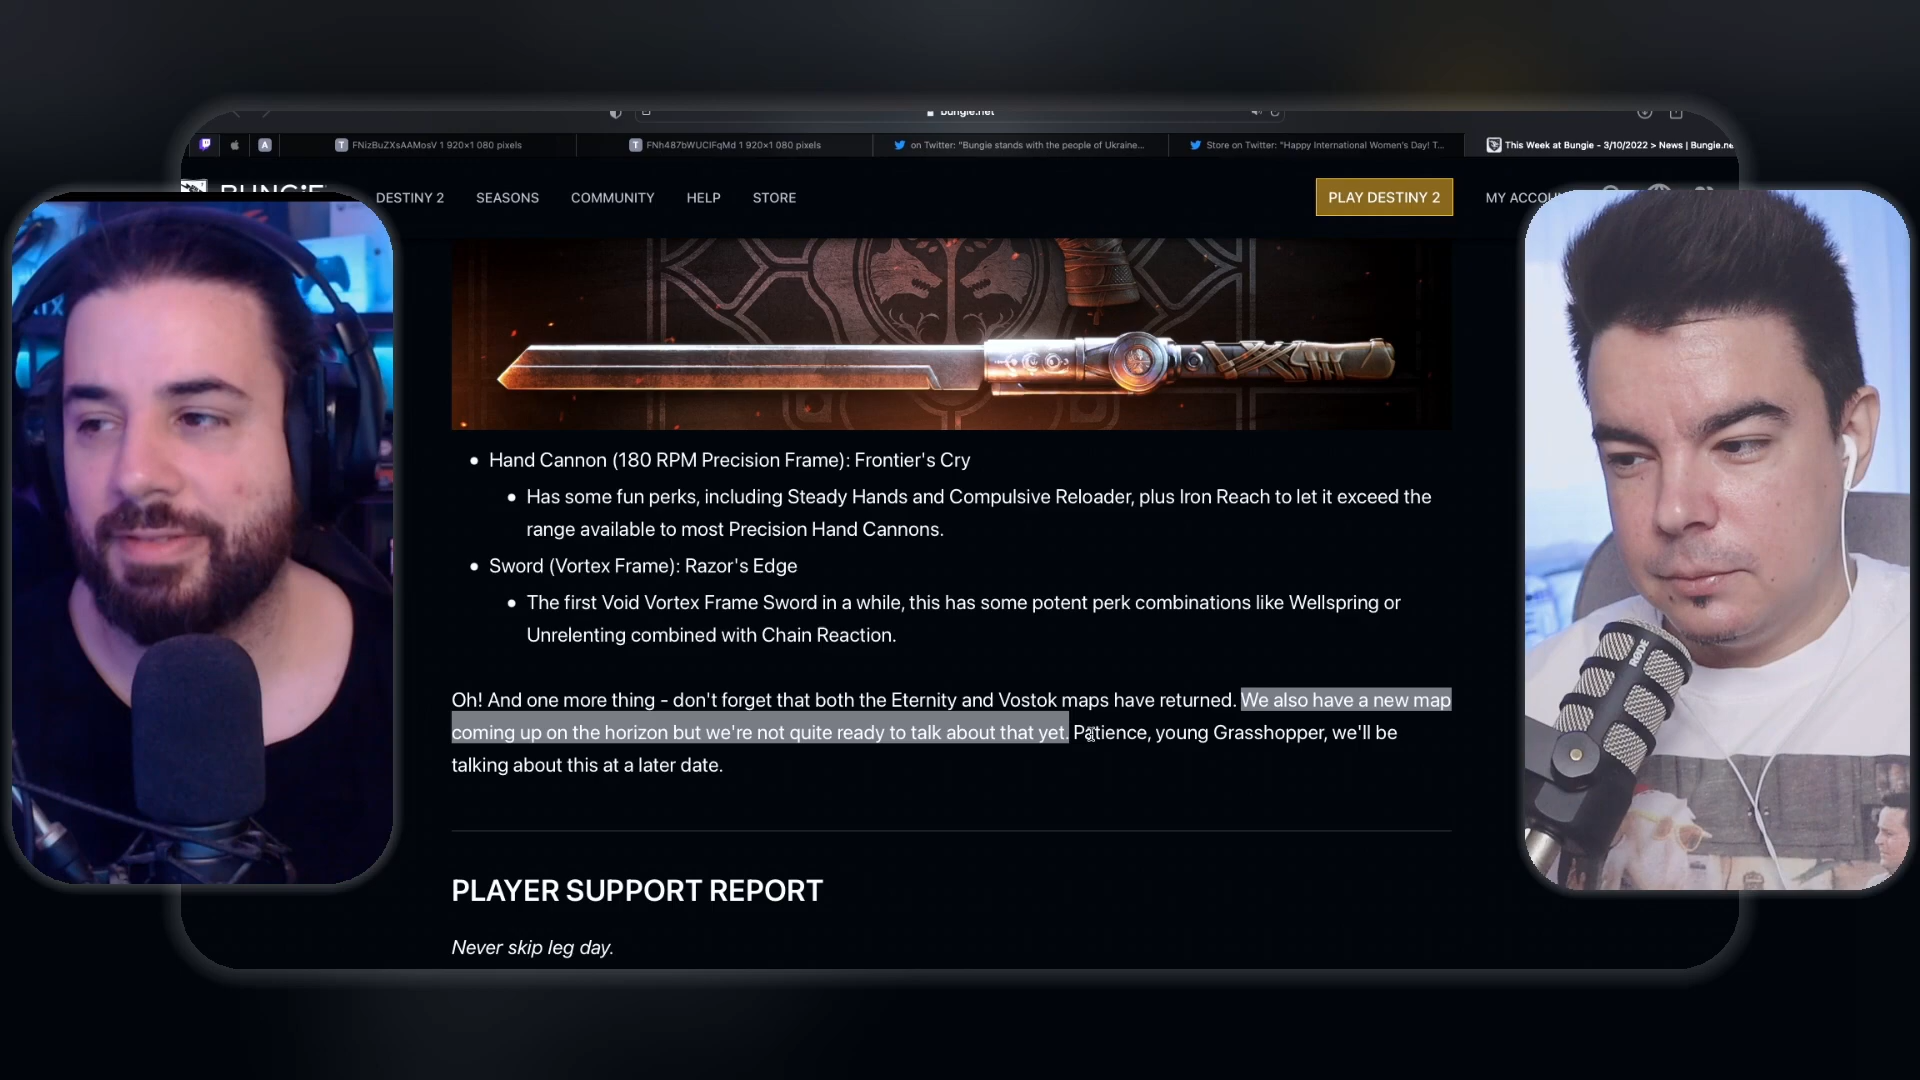 bungie.net
FNizBuZXsAAMosV 1 920×1 080 pixels
FNh487bWUCIFqMd 1 920×1 080 pixels
on Twitter: "Bungie stands with the people of Ukraine...
Store on Twitter: "Happy International Women's Day! T...
This Week at Bungie - 3/10/2022 > News | Bungie.ne
BUNGIE
DESTINY 2
SEASONS
COMMUNITY
HELP
STORE
PLAY DESTINY 2
MY ACCOU
• Hand Cannon (180 RPM Precision Frame): Frontier's Cry
• Has some fun perks, including Steady Hands and Compulsive Reloader, plus Iron Reach to let it exceed the
range available to most Precision Hand Cannons.
• Sword (Vortex Frame): Razor's Edge
• The first Void Vortex Frame Sword in a while, this has some potent perk combinations like Wellspring or
Unrelenting combined with Chain Reaction.
Oh! And one more thing - don't forget that both the Eternity and Vostok maps have returned. We also have a new map
coming up on the horizon but we're not quite ready to talk about that yet. Patience, young Grasshopper, we'll be
talking about this at a later date.
PLAYER SUPPORT REPORT
Never skip leg day.
RØDE